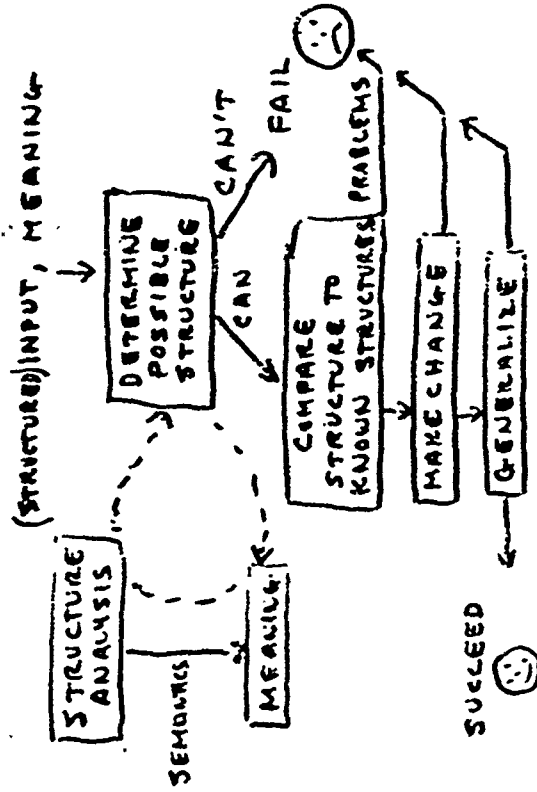 (STRUCTURED) INPUT, MEANING
STRUCTURE
ANALYSIS
SEMANTICS
MEANING
DETERMINE
POSSIBLE
STRUCTURE
CAN
CAN'T
FAIL
COMPARE
STRUCTURE TO
KNOWN STRUCTURES
PROBLEMS
MAKE CHANGE
GENERALIZE
SUCCEED